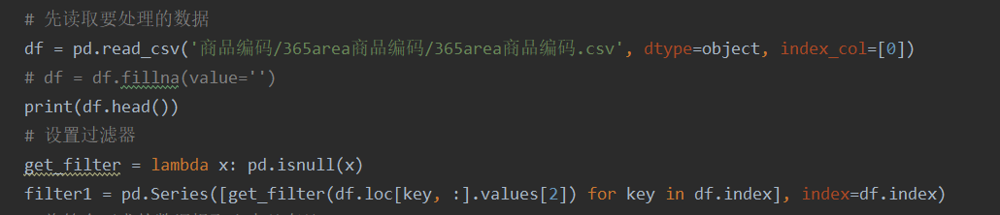 # 先读取要处理的数据
df = pd.read_csv('商品编码/365area商品编码/365area商品编码.csv', dtype=object, index_col=[0])
# df = df.fillna(value='')
print(df.head())
# 设置过滤器
get_filter = lambda x: pd.isnull(x)
filter1 = pd.Series([get_filter(df.loc[key, :].values[2]) for key in df.index], index=df.index)